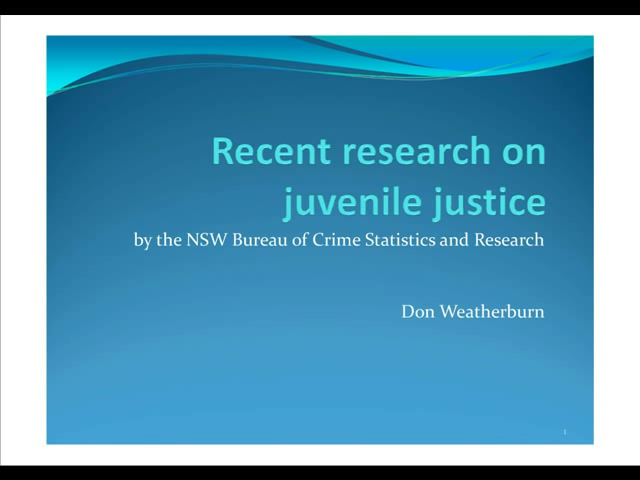 Recent research on
juvenile justice
by the NSW Bureau of Crime Statistics and Research
Don Weatherburn
1